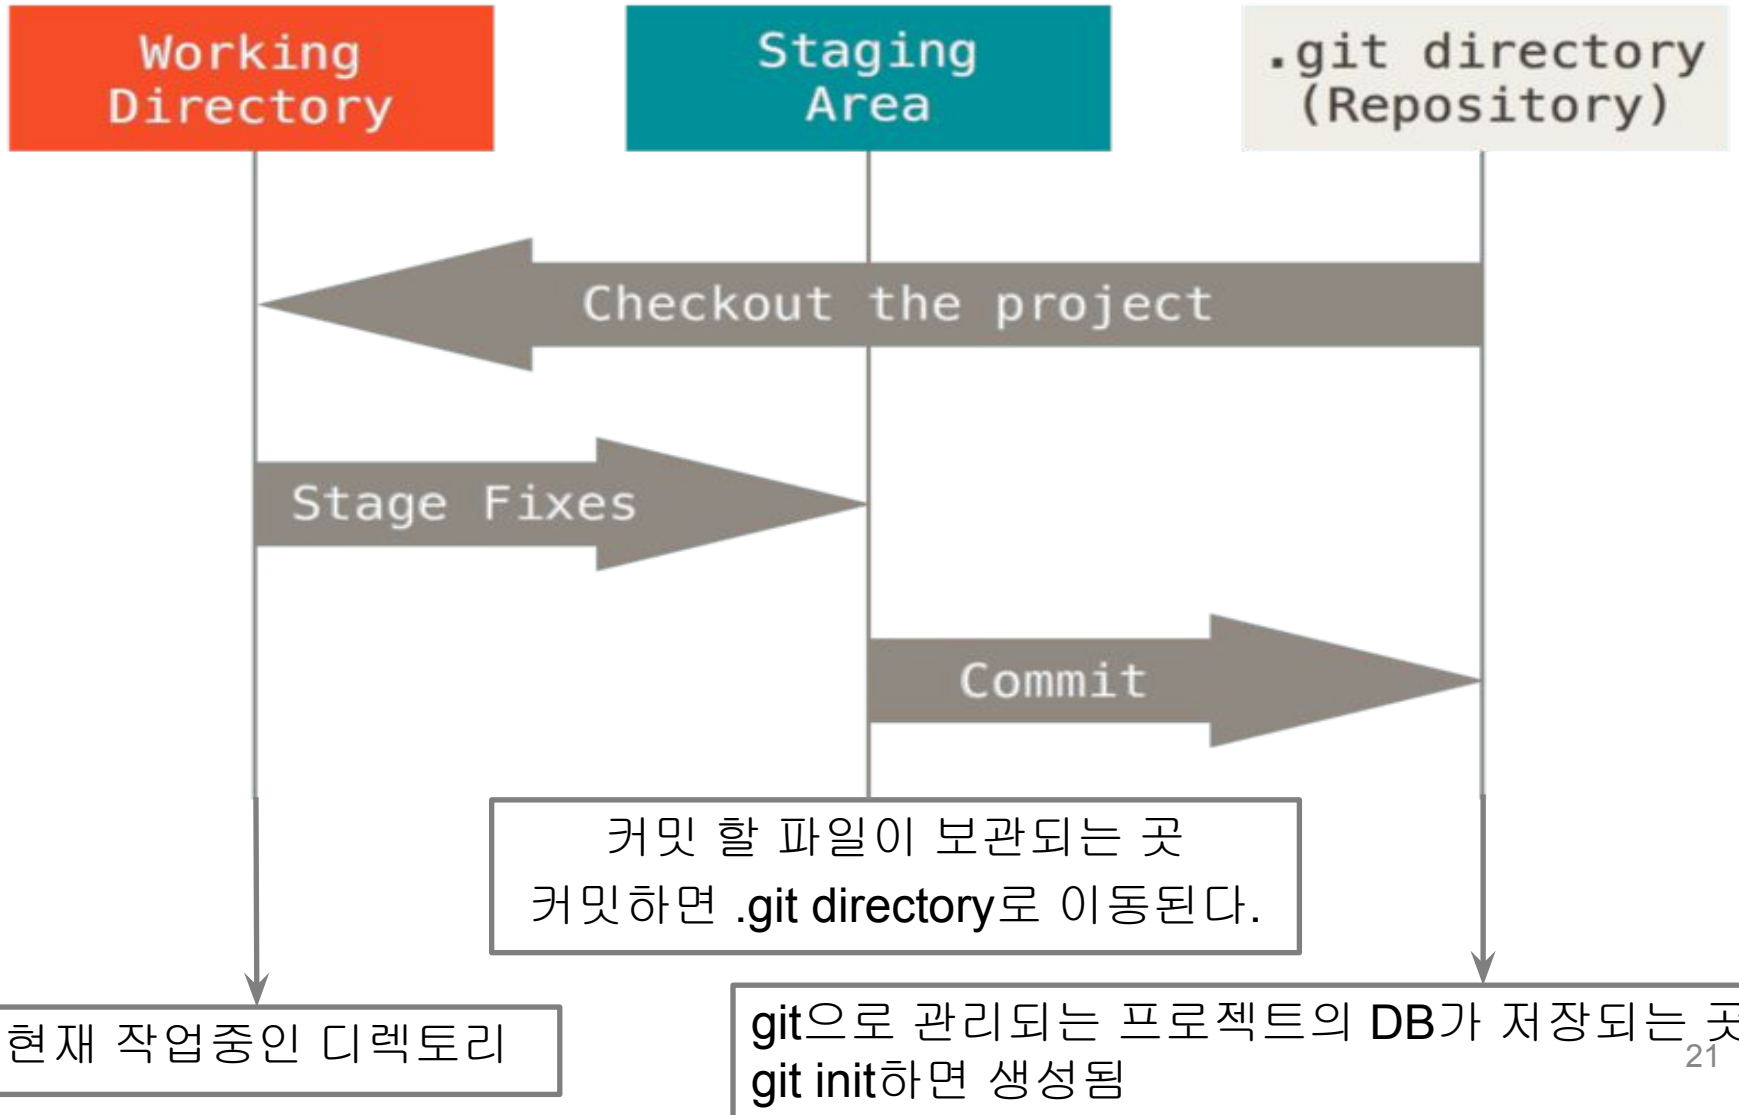 Working
Directory
Staging
Area
.git directory
(Repository)
Checkout the project
Stage Fixes
Commit
커밋 할 파일이 보관되는 곳
커밋하면 .git directory로 이동된다.
현재 작업중인 디렉토리
git으로 관리되는 프로젝트의 DB가 저장되는 곳
git init하면 생성됨
21